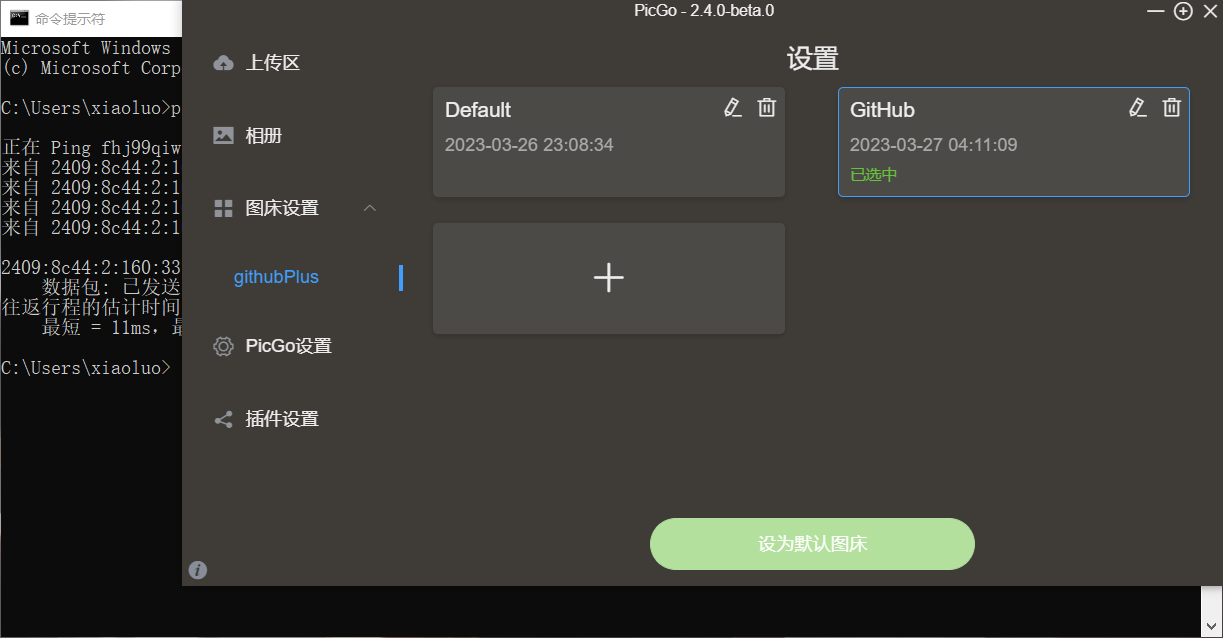 命令提示符
Microsoft Windows
(c) Microsoft Corp
C:\Users\xiaoluo>p
正在 Ping fhj99qiw
来自 2409:8c44:2:1
来自 2409:8c44:2:1
来自 2409:8c44:2:1
来自 2409:8c44:2:1
2409:8c44:2:160:33
数据包: 已发送
往返行程的估计时间
最短 = 11ms，最
C:\Users\xiaoluo>
PicGo - 2.4.0-beta.0
上传区
相册
图床设置
githubPlus
PicGo设置
插件设置
设置
Default
2023-03-26 23:08:34
GitHub
2023-03-27 04:11:09
已选中
设为默认图床